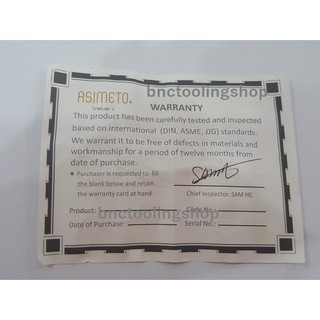 bnctoolingshop
ASIMETO
Value +
WARRANTY
This product has been carefully tested and inspected
based on international (DIN, ASME, JJG) standards.
We warrant it to be free of defects in materials and
workmanship for a period of twelve months from
date of purchase.
* Purchaser is requested to fill
the blank below and retain
the warranty card at hand.
Chief Inspector: SAM HE
Product:
Code No.:
bnctoolingshop
Date of Purchase:
Serial No.: